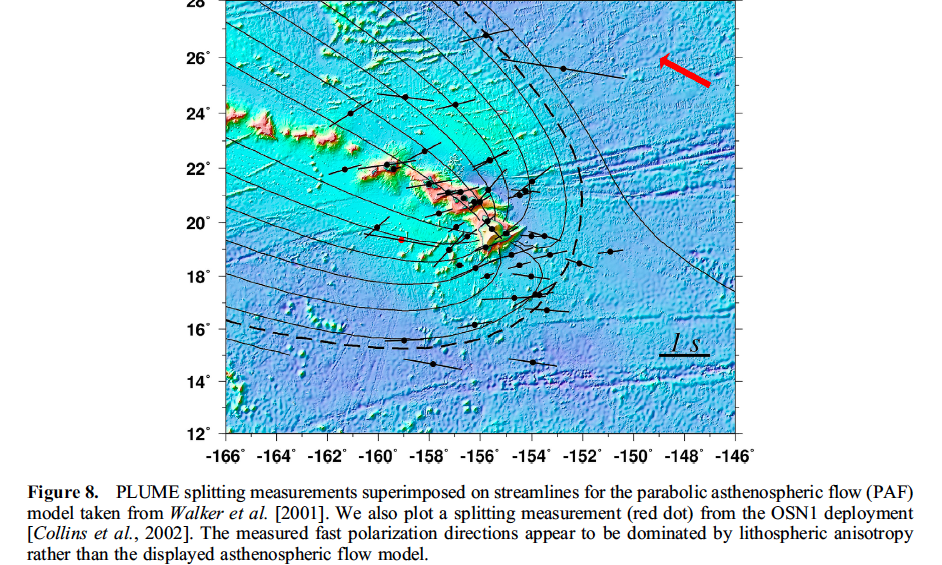 28
26°
24°
22°
20°
18°
16°
14°
12°
1 s
-166° -164° -162° -160° -158° -156° -154° -152° -150° -148° -146°
Figure 8. PLUME splitting measurements superimposed on streamlines for the parabolic asthenospheric flow (PAF)
model taken from Walker et al. [2001]. We also plot a splitting measurement (red dot) from the OSN1 deployment
[Collins et al., 2002]. The measured fast polarization directions appear to be dominated by lithospheric anisotropy
rather than the displayed asthenospheric flow model.